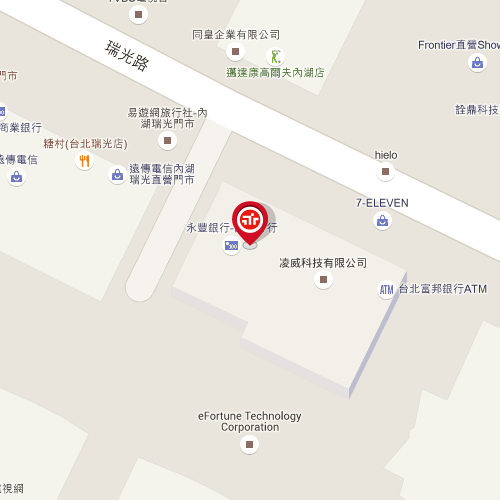 同皇企業有限公司
瑞光路
Frontier直營Show
邁達康高爾夫內湖店
門市
易遊網旅行社-內
湖瑞光門市
詮鼎科技
商業銀行
糖村(台北瑞光店)
hielo
遠傳電信
遠傳電信內湖
瑞光直營門市
7-ELEVEN
永豐銀行
行
凌威科技有限公司
ATM
台北富邦銀行ATM
eFortune Technology
Corporation
視網